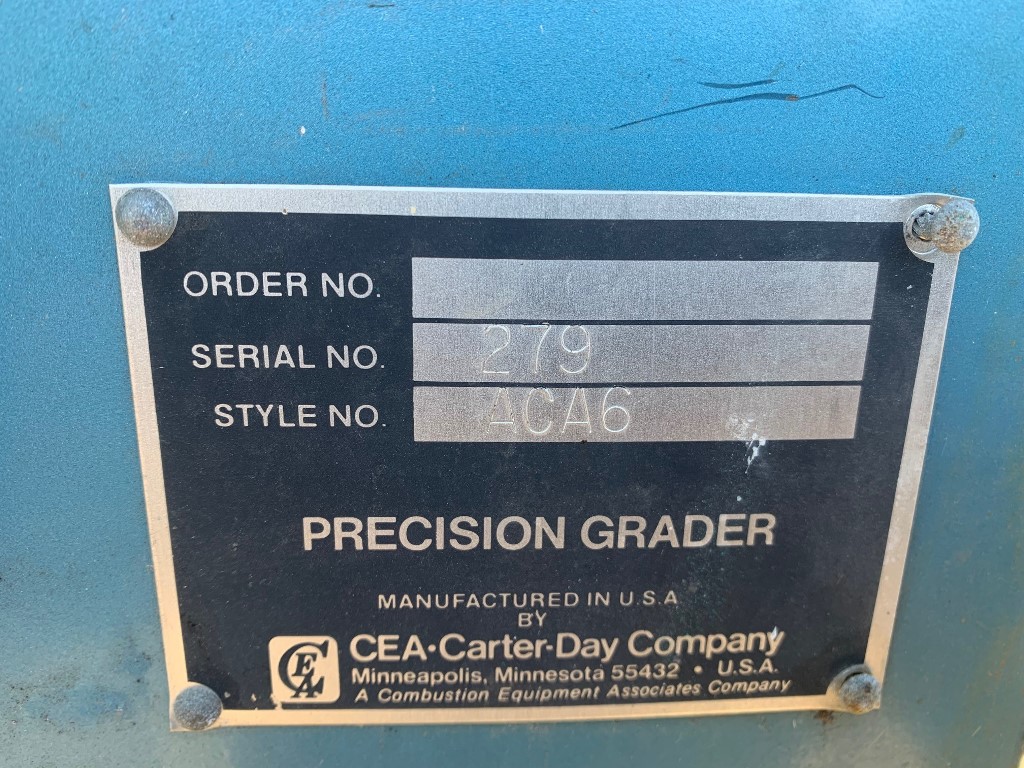 ORDER NO.
SERIAL NO. 279
STYLE NO. ACA6
PRECISION GRADER
MANUFACTURED IN U.S.A
BY
CEA•Carter-Day Company
Minneapolis, Minnesota 55432 • U.S.A.
A Combustion Equipment Associates Company
CEA